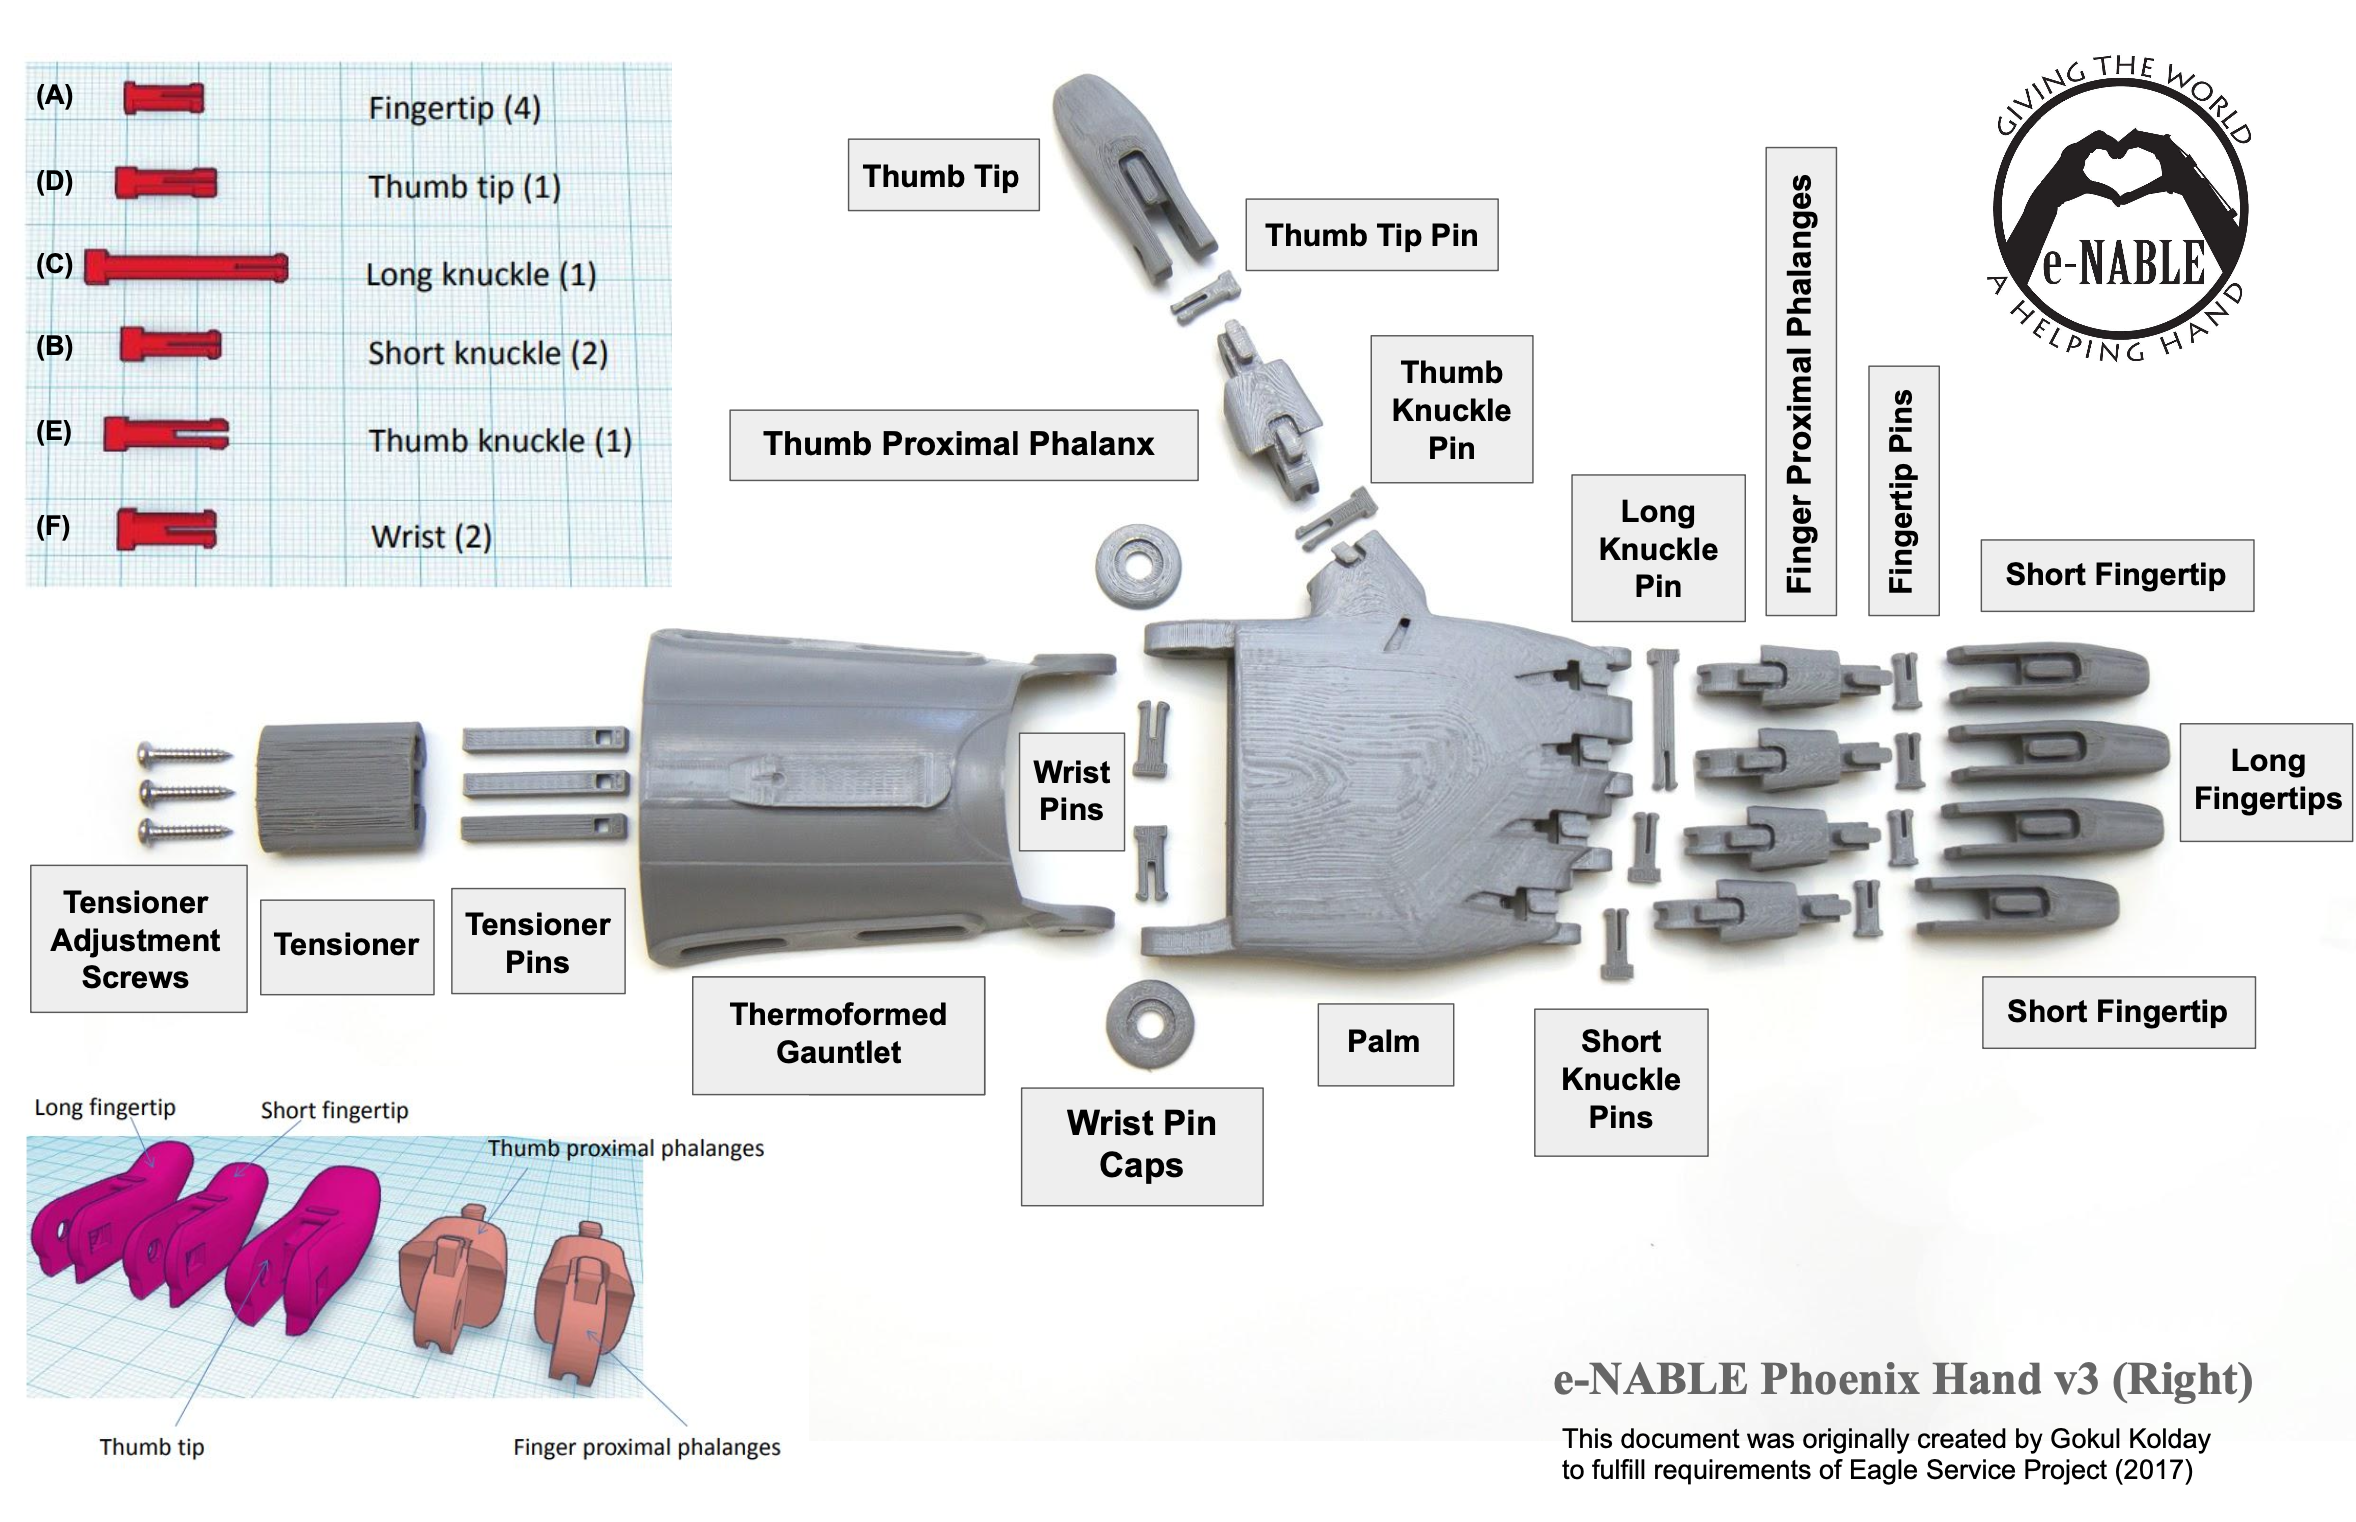 (A)
Fingertip (4)
(D)
Thumb tip (1)
(C)
Long knuckle (1)
(B)
Short knuckle (2)
(E)
Thumb knuckle (1)
(F)
Wrist (2)
GIVING THE WORLD
e-NABLE
A HELPING HAND
Thumb Tip
Thumb Tip Pin
Thumb
Knuckle
Pin
Thumb Proximal Phalanx
Long
Knuckle
Pin
Finger Proximal Phalanges
Fingertip Pins
Short Fingertip
Long
Fingertips
Wrist
Pins
Tensioner
Adjustment
Screws
Tensioner
Tensioner
Pins
Thermoformed
Gauntlet
Wrist Pin
Caps
Palm
Short
Knuckle
Pins
Short Fingertip
Long fingertip
Short fingertip
Thumb proximal phalanges
Thumb tip
Finger proximal phalanges
e-NABLE Phoenix Hand v3 (Right)
This document was originally created by Gokul Kolday
to fulfill requirements of Eagle Service Project (2017)